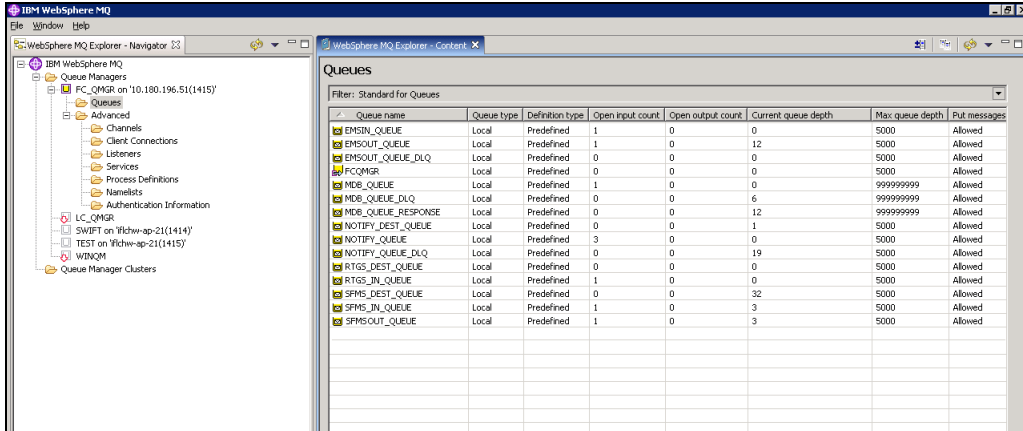 IBM WebSphere MQ
File Window Help
WebSphere MQ Explorer - Navigator
IBM WebSphere MQ
Queue Managers
FC_QMGR on '10.180.196.51(1415)'
Queues
Advanced
Channels
Client Connections
Listeners
Services
Process Definitions
Namelists
Authentication Information
LC_QMGR
SWIFT on 'iflchw-ap-21(1414)'
TEST on 'iflchw-ap-21(1415)'
WINQM
Queue Manager Clusters
WebSphere MQ Explorer - Content
Queues
Filter: Standard for Queues
Queue name Queue type Definition type Open input count Open output count Current queue depth Max queue depth Put messages
EMSIN_QUEUE Local Predefined 1 0 0 5000 Allowed
EMSOUT_QUEUE Local Predefined 1 0 12 5000 Allowed
EMSOUT_QUEUE_DLQ Local Predefined 0 0 0 5000 Allowed
FCQMGR Local Predefined 0 0 0 5000 Allowed
MDB_QUEUE Local Predefined 1 0 0 999999999 Allowed
MDB_QUEUE_DLQ Local Predefined 0 0 6 999999999 Allowed
MDB_QUEUE_RESPONSE Local Predefined 0 0 12 999999999 Allowed
NOTIFY_DEST_QUEUE Local Predefined 0 0 1 5000 Allowed
NOTIFY_QUEUE Local Predefined 3 0 0 5000 Allowed
NOTIFY_QUEUE_DLQ Local Predefined 0 0 19 5000 Allowed
RTGS_DEST_QUEUE Local Predefined 0 0 0 5000 Allowed
RTGS_IN_QUEUE Local Predefined 1 0 0 5000 Allowed
SFMS_DEST_QUEUE Local Predefined 0 0 32 5000 Allowed
SFMS_IN_QUEUE Local Predefined 1 0 3 5000 Allowed
SFMSOUT_QUEUE Local Predefined 1 0 3 5000 Allowed